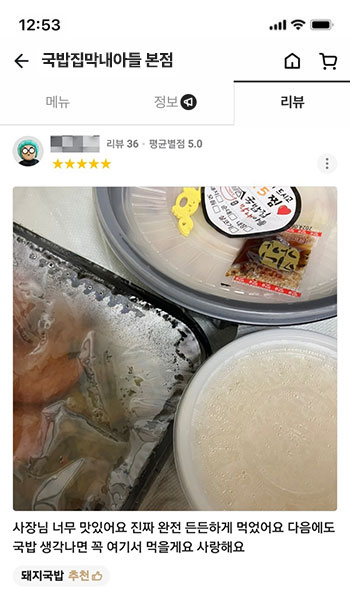 12:53
국밥집막내아들 본점
메뉴
정보
리뷰
리뷰 36 · 평균별점 5.0
사장님 너무 맛있어요 진짜 완전 든든하게 먹었어요 다음에도
국밥 생각나면 꼭 여기서 먹을게요 사랑해요
돼지국밥 추천